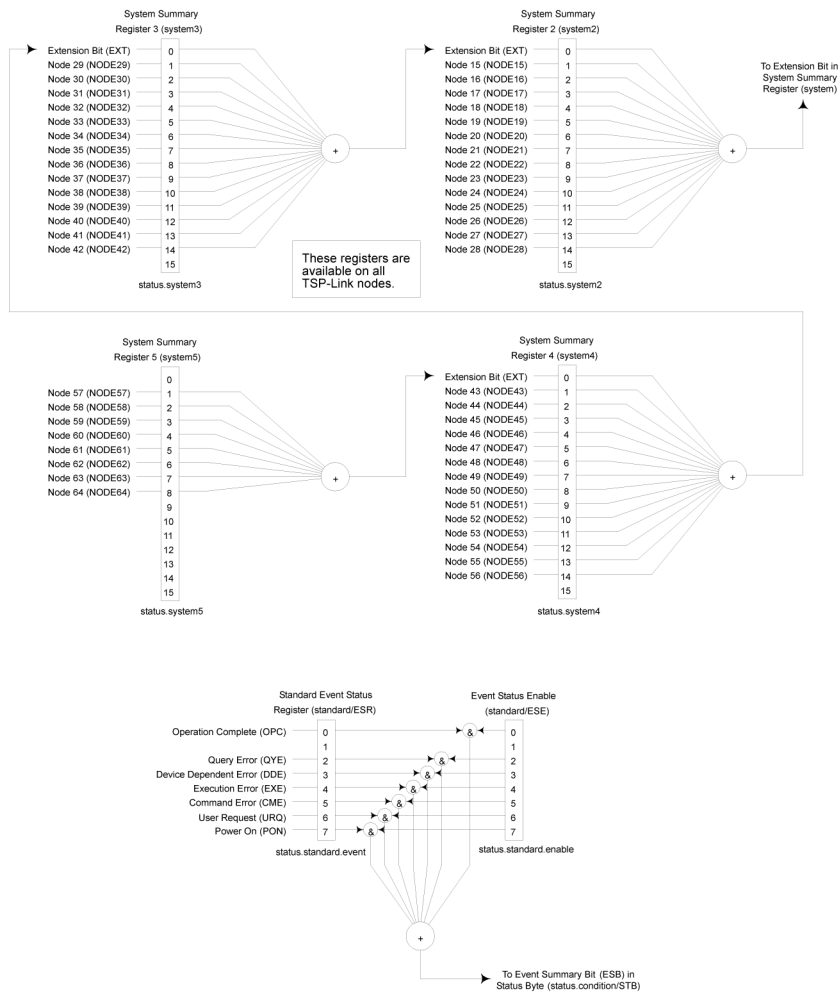 System Summary
Register 3 (system3)
Extension Bit (EXT) 0
Node 29 (NODE29) 1
Node 30 (NODE30) 2
Node 31 (NODE31) 3
Node 32 (NODE32) 4
Node 33 (NODE33) 5
Node 34 (NODE34) 6
Node 35 (NODE35) 7
Node 36 (NODE36) 8
Node 37 (NODE37) 9
Node 38 (NODE38) 10
Node 39 (NODE39) 11
Node 40 (NODE40) 12
Node 41 (NODE41) 13
Node 42 (NODE42) 14
15
+
status.system3
System Summary
Register 2 (system2)
Extension Bit (EXT) 0
Node 15 (NODE15) 1
Node 16 (NODE16) 2
Node 17 (NODE17) 3
Node 18 (NODE18) 4
Node 19 (NODE19) 5
Node 20 (NODE20) 6
Node 21 (NODE21) 7
Node 22 (NODE22) 8
Node 23 (NODE23) 9
Node 24 (NODE24) 10
Node 25 (NODE25) 11
Node 26 (NODE26) 12
Node 27 (NODE27) 13
Node 28 (NODE28) 14
15
+
status.system2
To Extension Bit in
System Summary
Register (system)
These registers are
available on all
TSP-Link nodes.
System Summary
Register 5 (system5)
0
Node 57 (NODE57) 1
Node 58 (NODE58) 2
Node 59 (NODE59) 3
Node 60 (NODE60) 4
Node 61 (NODE61) 5
Node 62 (NODE62) 6
Node 63 (NODE63) 7
Node 64 (NODE64) 8
9
10
11
12
13
14
15
+
status.system5
System Summary
Register 4 (system4)
Extension Bit (EXT) 0
Node 43 (NODE43) 1
Node 44 (NODE44) 2
Node 45 (NODE45) 3
Node 46 (NODE46) 4
Node 47 (NODE47) 5
Node 48 (NODE48) 6
Node 49 (NODE49) 7
Node 50 (NODE50) 8
Node 51 (NODE51) 9
Node 52 (NODE52) 10
Node 53 (NODE53) 11
Node 54 (NODE54) 12
Node 55 (NODE55) 13
Node 56 (NODE56) 14
15
+
status.system4
Standard Event Status
Register (standard/ESR)
Event Status Enable
(standard/ESE)
Operation Complete (OPC) 0 & 0
1 1
Query Error (QYE) 2 & 2
Device Dependent Error (DDE) 3 & 3
Execution Error (EXE) 4 & 4
Command Error (CME) 5 & 5
User Request (URQ) 6 & 6
Power On (PON) 7 & 7
status.standard.event
status.standard.enable
+
To Event Summary Bit (ESB) in
Status Byte (status.condition/STB)